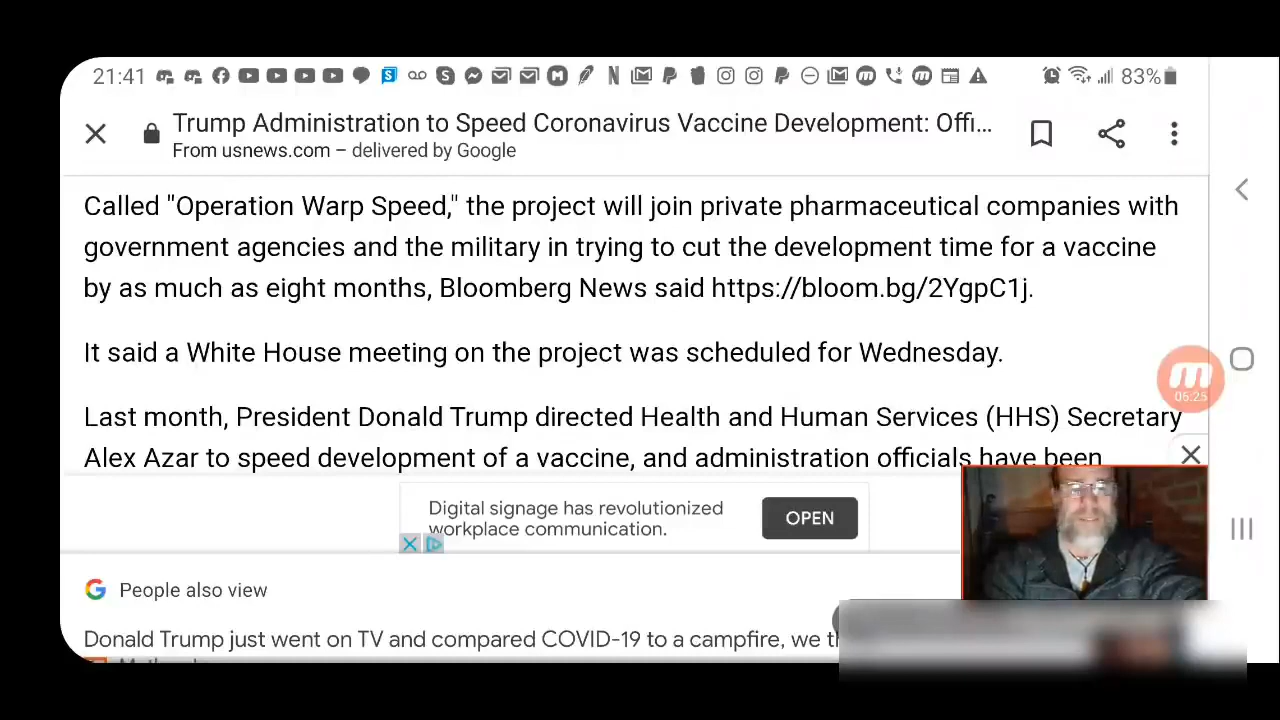 21:41
83%
Trump Administration to Speed Coronavirus Vaccine Development: Offi...
From usnews.com – delivered by Google
Called "Operation Warp Speed," the project will join private pharmaceutical companies with
government agencies and the military in trying to cut the development time for a vaccine
by as much as eight months, Bloomberg News said https://bloom.bg/2YgpC1j.
It said a White House meeting on the project was scheduled for Wednesday.
Last month, President Donald Trump directed Health and Human Services (HHS) Secretary
Alex Azar to speed development of a vaccine, and administration officials have been
05:25
Digital signage has revolutionized
workplace communication.
OPEN
People also view
Donald Trump just went on TV and compared COVID-19 to a campfire, we